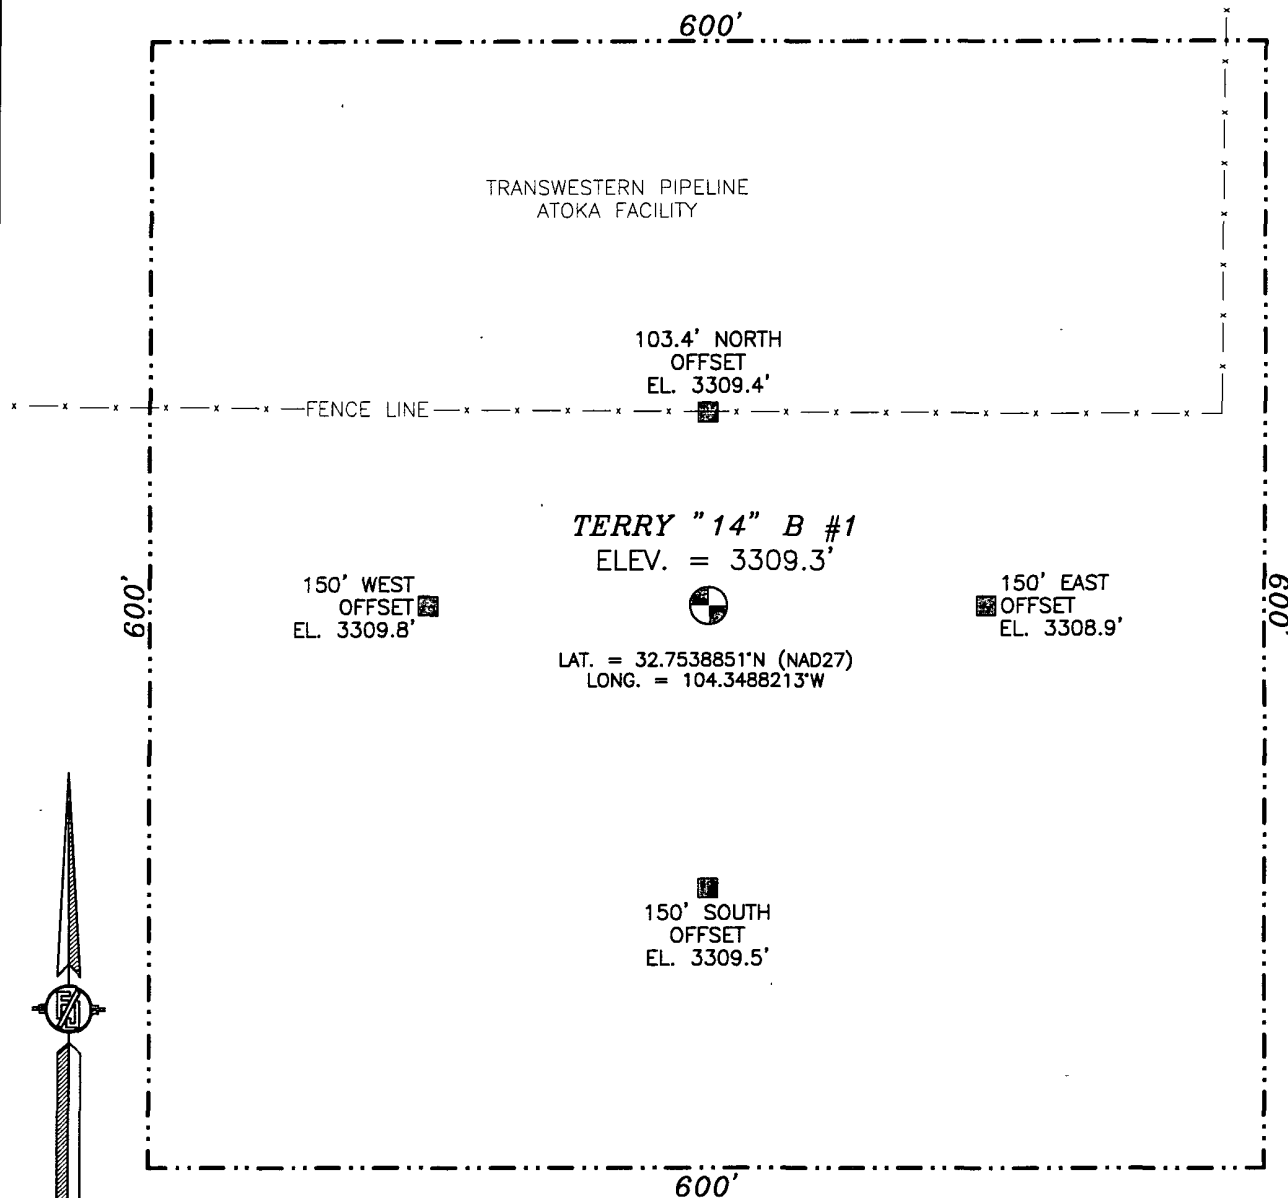 600'
TRANSWESTERN PIPELINE
ATOKA FACILITY
103.4' NORTH
OFFSET
EL. 3309.4'
FENCE LINE
TERRY "14" B #1
ELEV. = 3309.3'
150' WEST
OFFSET
EL. 3309.8'
150' EAST
OFFSET
EL. 3308.9'
600'
600'
LAT. = 32.7538851°N (NAD27)
LONG. = 104.3488213°W
150' SOUTH
OFFSET
EL. 3309.5'
600'